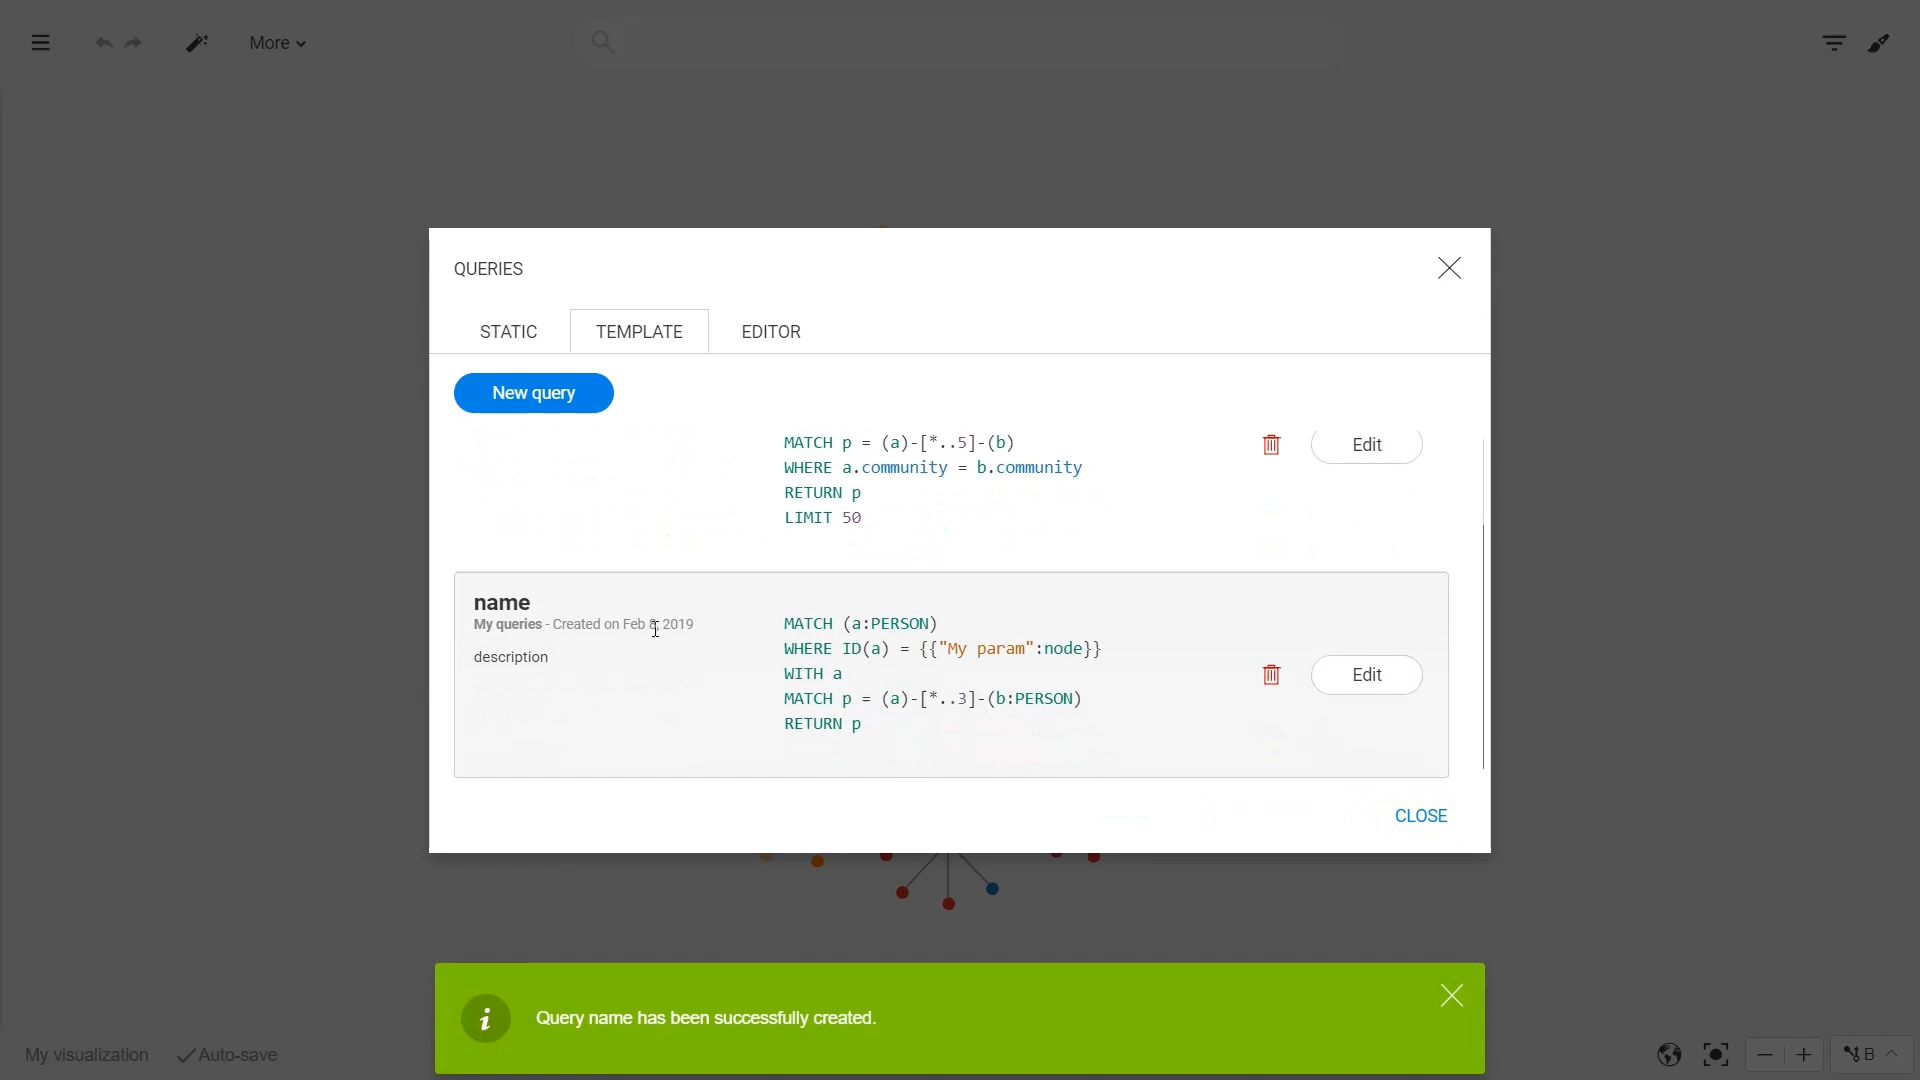 More
QUERIES
STATIC
TEMPLATE
EDITOR
New query
MATCH p = (a)-[*..5]-(b)
WHERE a.community = b.community
RETURN p
LIMIT 50
Edit
name
My queries - Created on Feb 8, 2019
description
MATCH (a:PERSON)
WHERE ID(a) = {{"My param":node}}
WITH a
MATCH p = (a)-[*..3]-(b:PERSON)
RETURN p
Edit
CLOSE
Query name has been successfully created.
My visualization
Auto-save
B